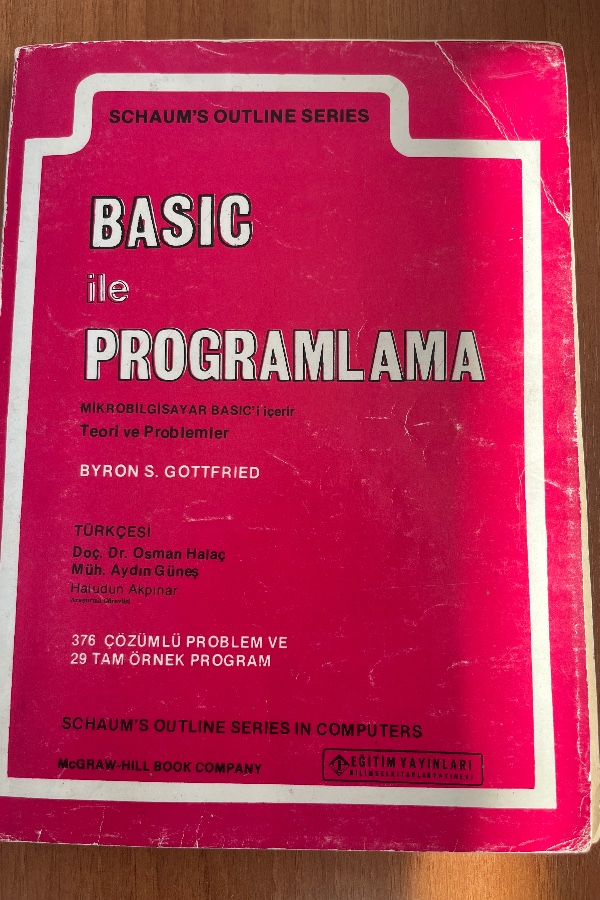 SCHAUM'S OUTLINE SERIES
BASIC
ile
PROGRAMLAMA
MİKROBİLGİSAYAR BASIC'i içerir
Teori ve Problemler
BYRON S. GOTTFRIED
TÜRKÇESİ
Doç. Dr. Osman Halaç
Müh. Aydın Güneş
Haludun Akpınar
Araştırma Görevlisi
376 ÇÖZÜMLÜ PROBLEM VE
29 TAM ÖRNEK PROGRAM
SCHAUM'S OUTLINE SERIES IN COMPUTERS
McGRAW-HILL BOOK COMPANY
EĞİTİM YAYINLARI